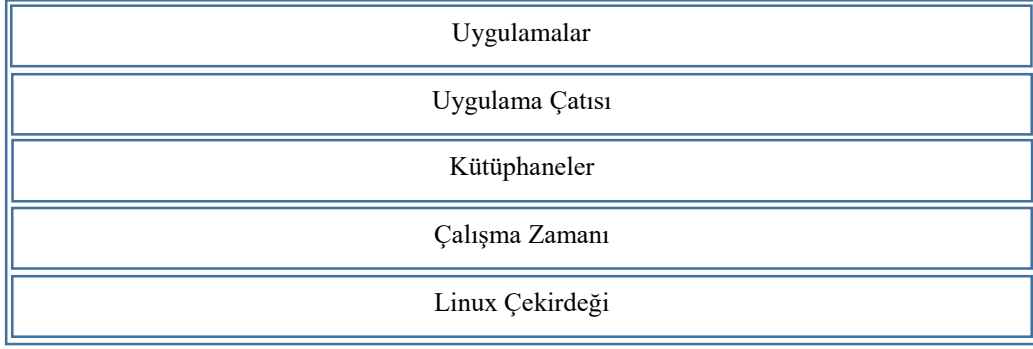 Uygulamalar
Uygulama Çatısı
Kütüphaneler
Çalışma Zamanı
Linux Çekirdeği